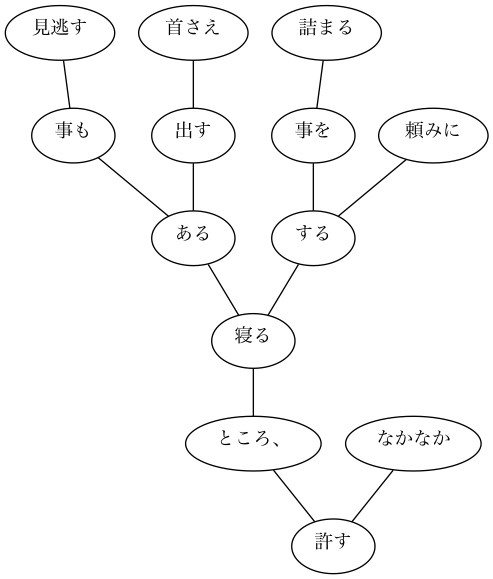 見逃す 首さえ 詰まる
事も 出す 事を 頼みに
ある する
寝る
ところ、 なかなか
許す